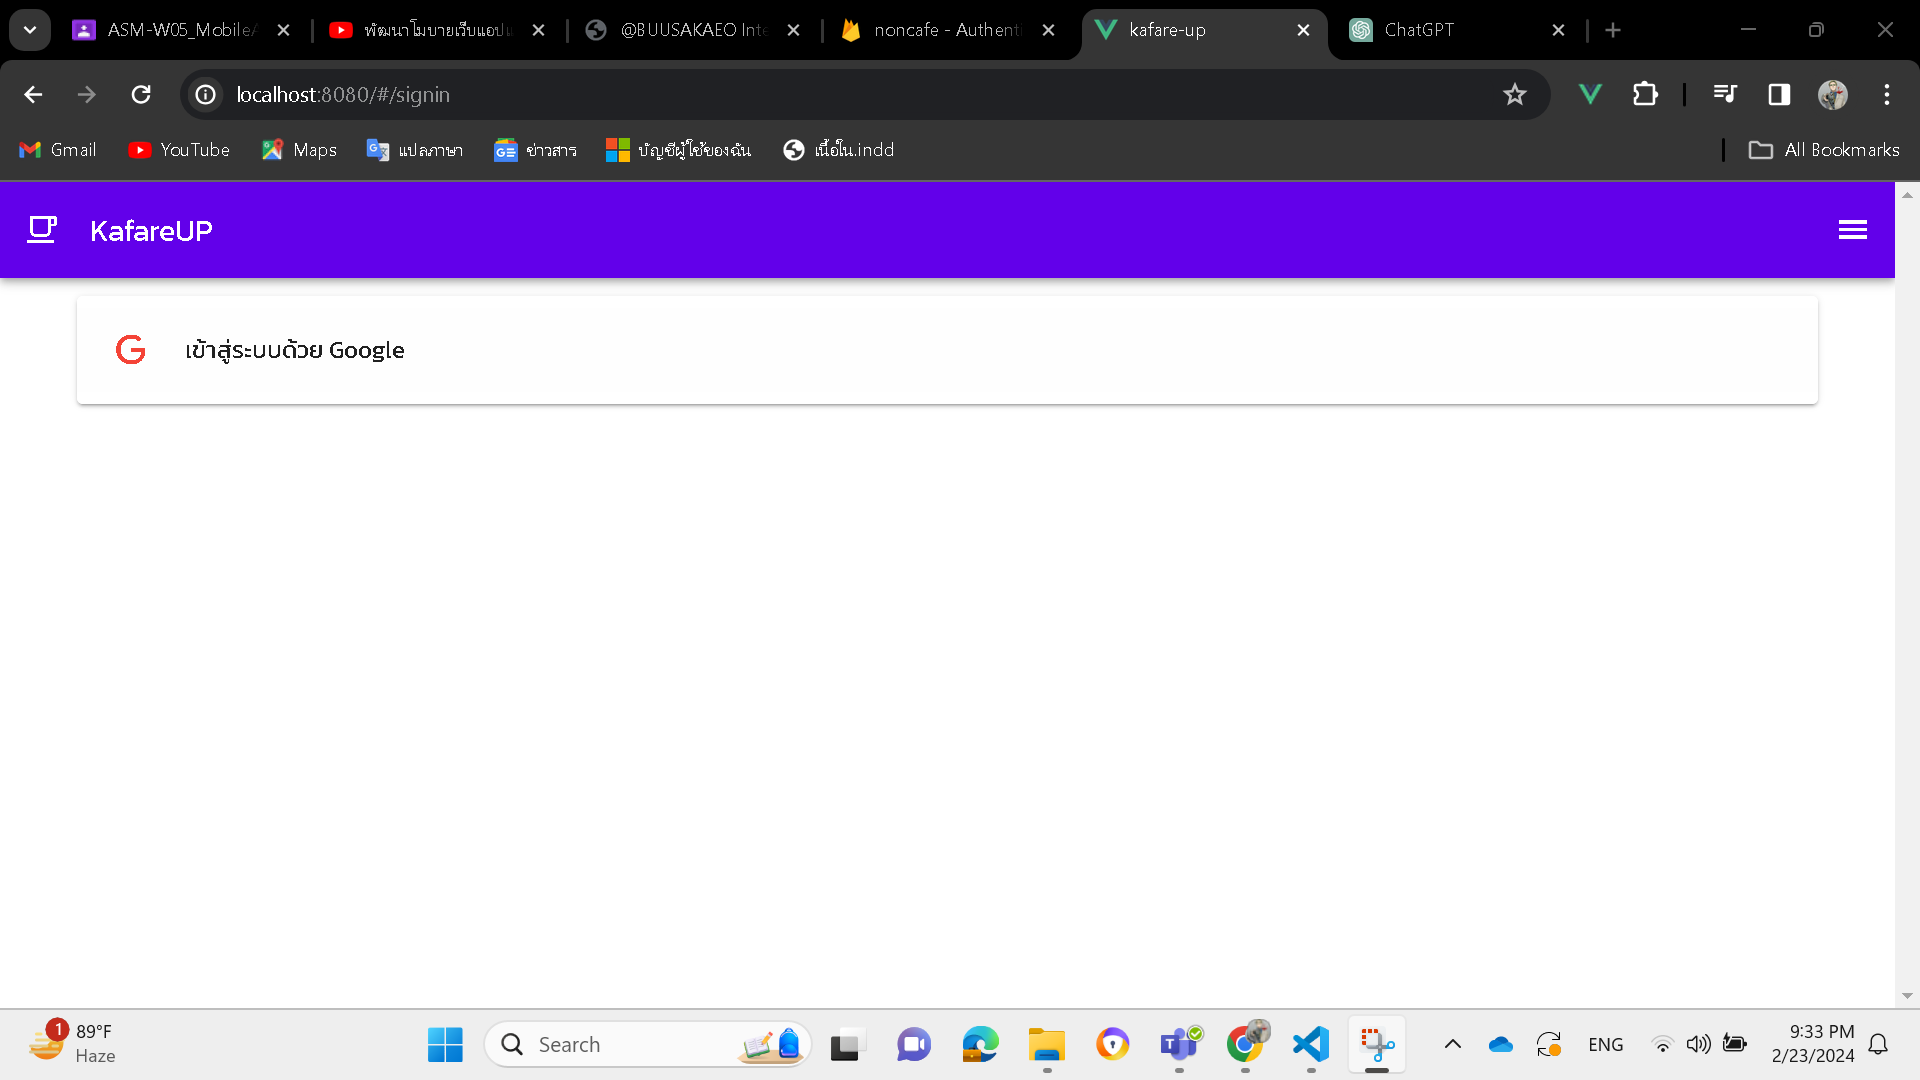 ASM-W05_Mobile
พัฒนาโมบายเว็บแอป
@BUUSAKAEO Inte
noncafe - Authenti
kafare-up
ChatGPT
localhost:8080/#/signin
Gmail
YouTube
Maps
แปลภาษา
ข่าวสาร
บัญชีผู้ใช้ของฉัน
เนื้อใน.indd
All Bookmarks
KafareUP
G เข้าสู่ระบบด้วย Google
1
89°F
Haze
Search
ENG
9:33 PM
2/23/2024